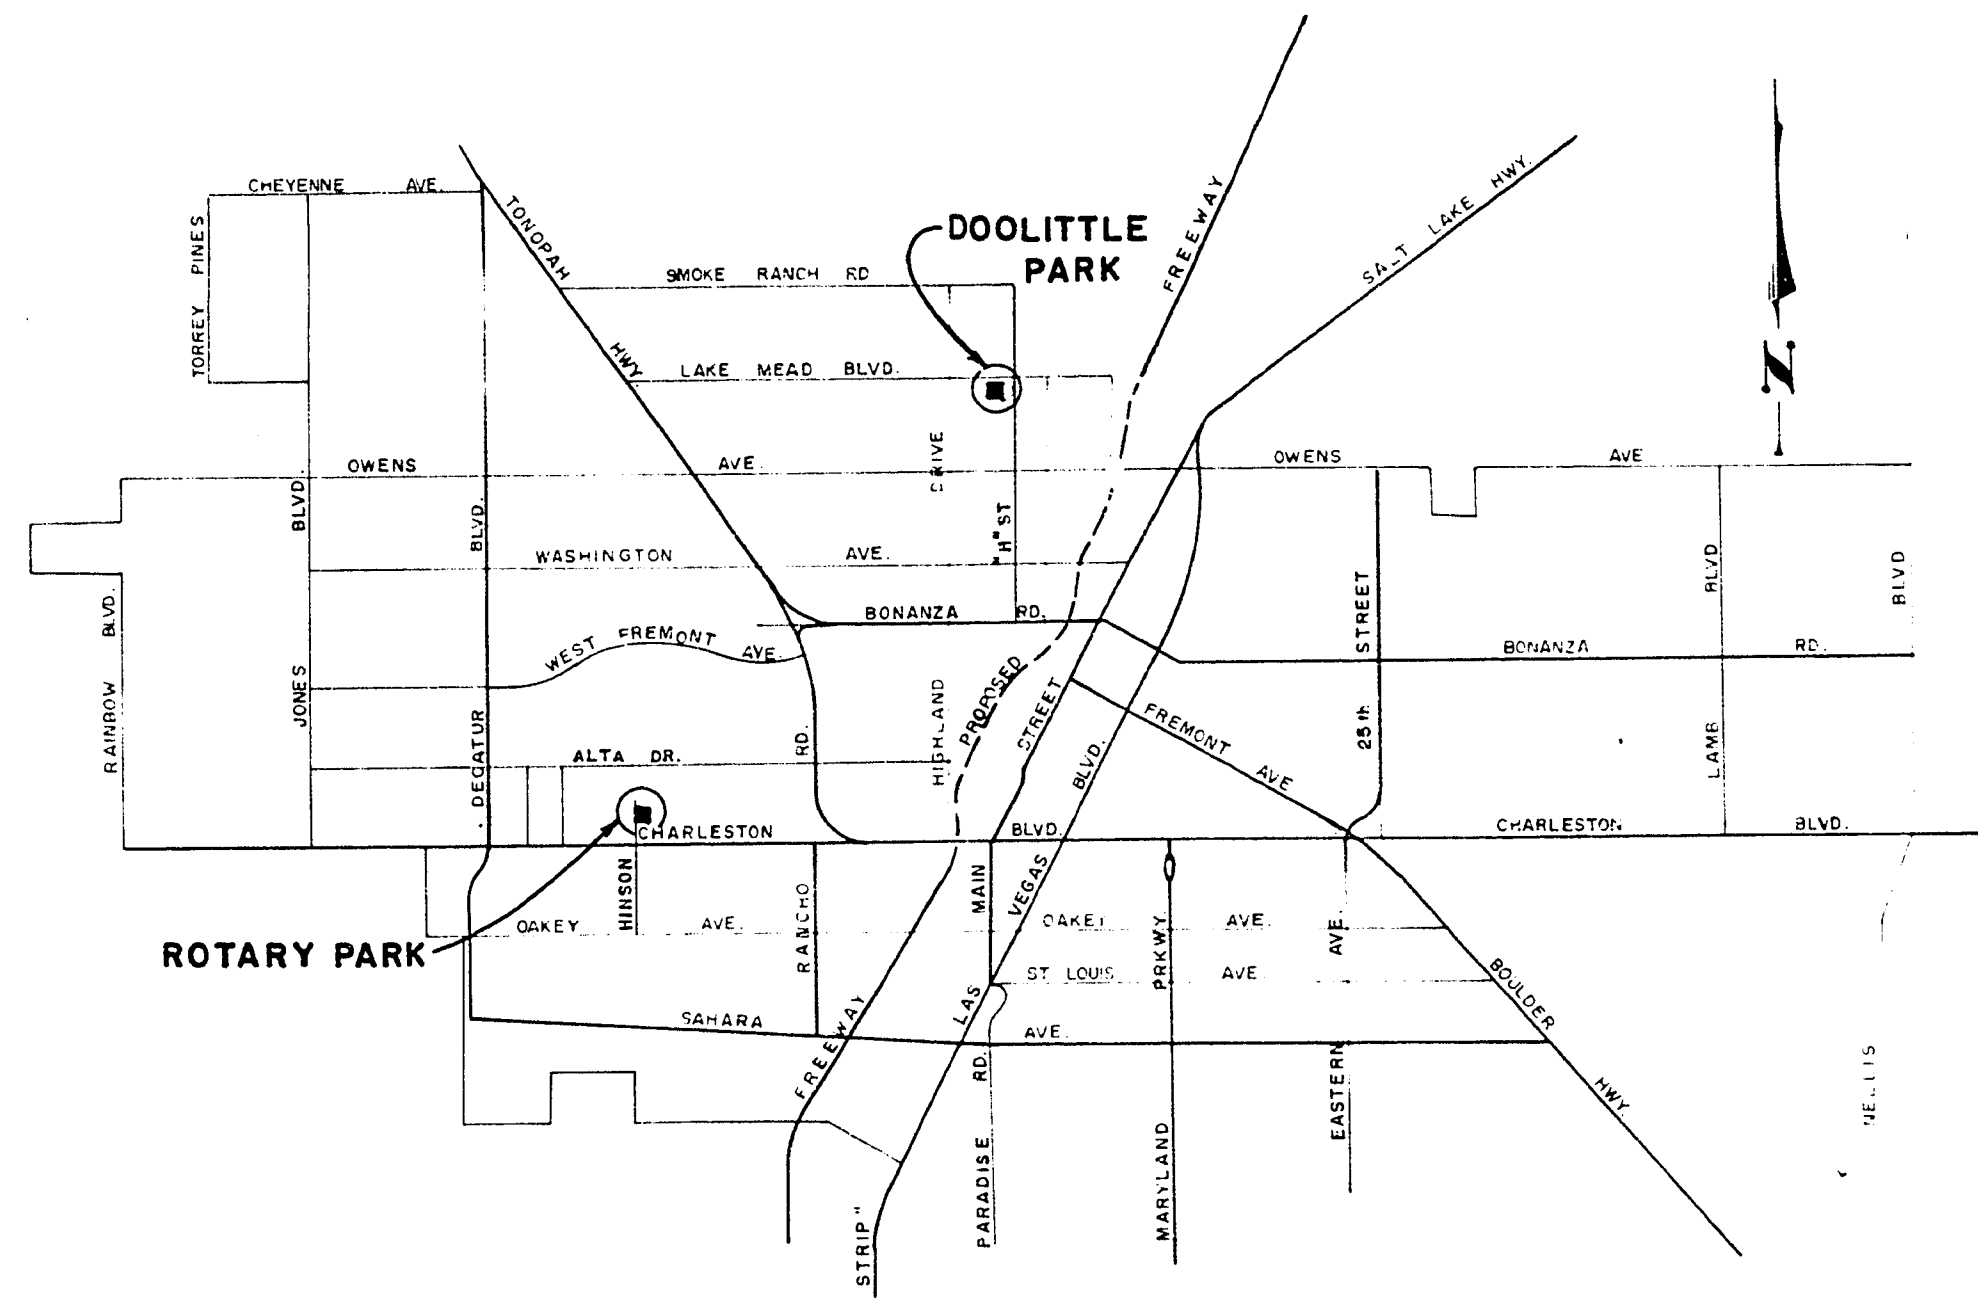 CHEYENNE AVE.
TORREY PINES
TONOPAH HWY.
SMOKE RANCH RD
DOOLITTLE
PARK
FREEWAY
SALT LAKE HWY.
N
LAKE MEAD BLVD.
OWENS AVE.
OWENS AVE
DRIVE
"H" ST
WASHINGTON AVE.
BONANZA RD.
BONANZA RD.
WEST FREMONT AVE.
RAINBOW BLVD.
JONES BLVD.
DECATUR BLVD.
ALTA DR.
RD.
HIGHLAND
PROPOSED
STREET
BLVD.
FREMONT AVE
25th STREET
LAMB BLVD
BLVD
CHARLESTON BLVD.
CHARLESTON BLVD.
HINSON
RANCHO
MAIN
VEGAS
LAS
ROTARY PARK
OAKEY AVE.
OAKEY AVE.
ST LOUIS AVE
PRKWY.
AVE.
BOULDER
HWY.
SAHARA AVE.
FREEWAY
RD.
PARADISE
MARYLAND
EASTERN
NELLIS
STRIP"